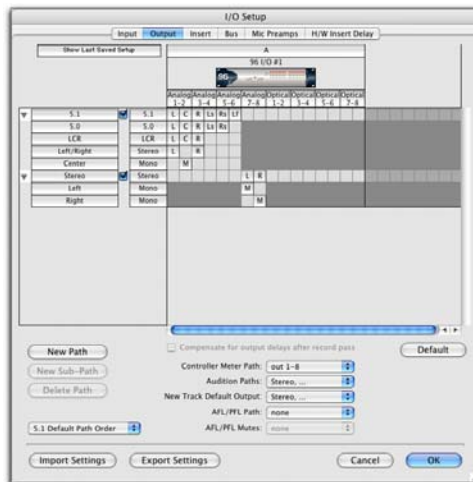 I/O Setup
Input Output Insert Bus Mic Preamps H/W Insert Delay
Show Last Saved Setup A
96 I/O #1
Analog Analog Analog Analog Optical Optical Optical Optical
1-2 3-4 5-6 7-8 1-2 3-4 5-6 7-8
5.1 5.1 L C R Ls Rs Lf
5.0 5.0 L C R Ls Rs
LCR LCR L C R
Left/Right Stereo L R
Center Mono M
Stereo Stereo L R
Left Mono M
Right Mono M
New Path
Compensate for output delays after record pass
Default
New Sub-Path
Controller Meter Path: out 1-8
Delete Path
Audition Paths: Stereo, ...
New Track Default Output: Stereo, ...
AFL/PFL Path: none
5.1 Default Path Order
AFL/PFL Mutes: none
Import Settings Export Settings Cancel OK